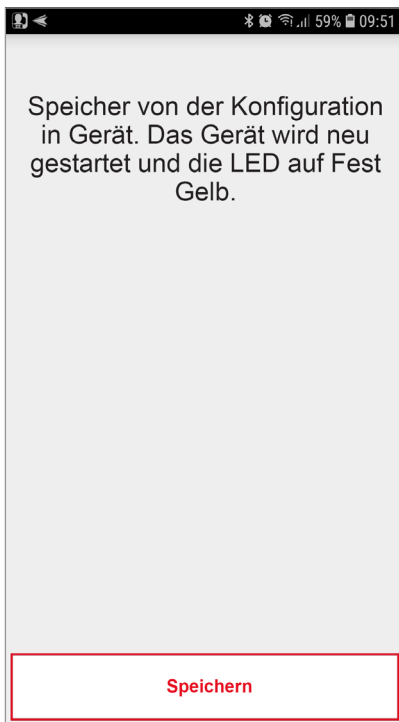 59% 09:51
Speicher von der Konfiguration
in Gerät. Das Gerät wird neu
gestartet und die LED auf Fest
Gelb.
Speichern